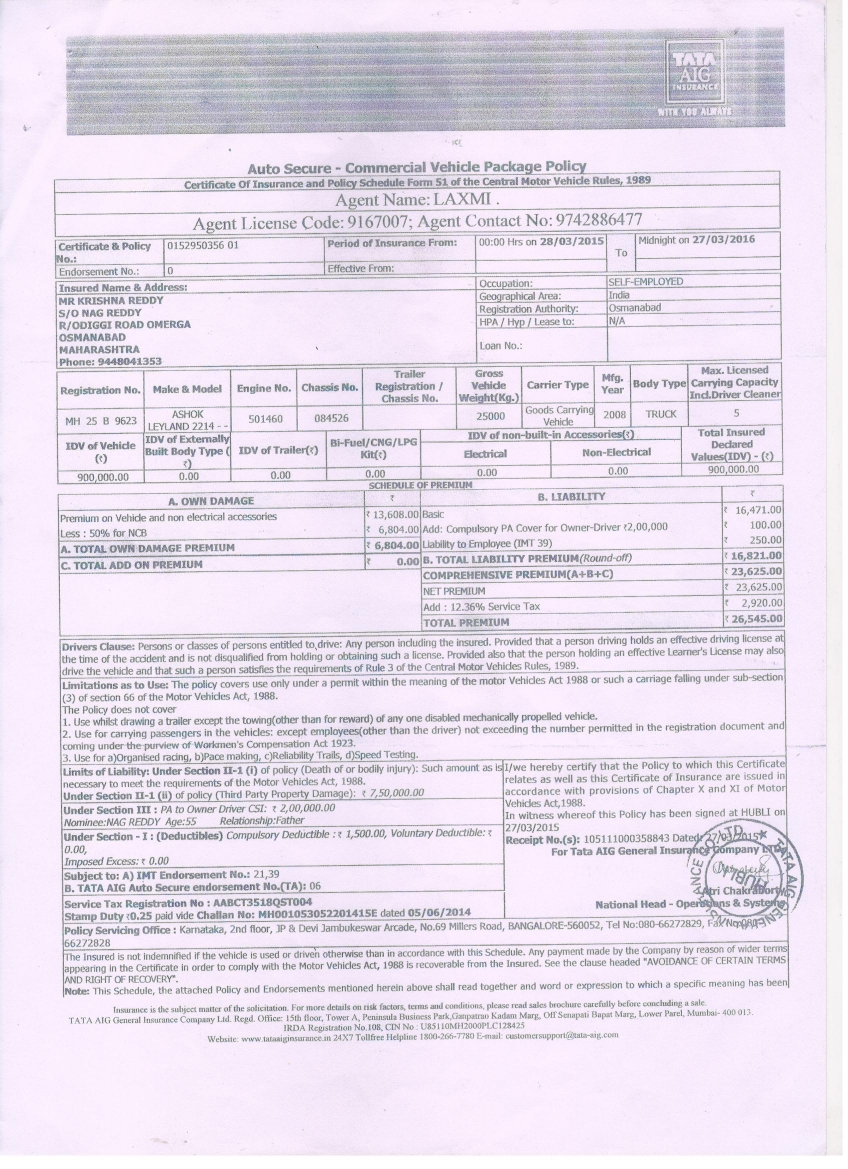 TATA
AIG
INSURANCE
WITH YOU ALWAYS
Auto Secure - Commercial Vehicle Package Policy
Certificate Of Insurance and Policy Schedule Form 51 of the Central Motor Vehicle Rules, 1989
Agent Name: LAXMI .
Agent License Code: 9167007; Agent Contact No: 9742886477
Certificate & Policy No.: 0152950356 01 Period of Insurance From: 00:00 Hrs on 28/03/2015 To Midnight on 27/03/2016
Endorsement No.: 0 Effective From:
Insured Name & Address:
MR KRISHNA REDDY
S/O NAG REDDY
R/ODIGGI ROAD OMERGA
OSMANABAD
MAHARASHTRA
Phone: 9448041353
Occupation: SELF-EMPLOYED
Geographical Area: India
Registration Authority: Osmanabad
HPA / Hyp / Lease to: N/A
Loan No.:
Registration No. Make & Model Engine No. Chassis No. Trailer Registration / Chassis No. Gross Vehicle Weight(Kg.) Carrier Type Mfg. Year Body Type Max. Licensed Carrying Capacity Incl.Driver Cleaner
MH 25 B 9623 ASHOK LEYLAND 2214 - - 501460 084526 25000 Goods Carrying Vehicle 2008 TRUCK 5
IDV of Vehicle (₹) IDV of Externally Built Body Type ( ₹) IDV of Trailer(₹) Bi-Fuel/CNG/LPG Kit(₹) IDV of non-built-in Accessories(₹) Electrical Non-Electrical Total Insured Declared Values(IDV) - (₹)
900,000.00 0.00 0.00 0.00 0.00 0.00 900,000.00
SCHEDULE OF PREMIUM
A. OWN DAMAGE ₹ B. LIABILITY ₹
Premium on Vehicle and non electrical accessories ₹ 13,608.00 Basic ₹ 16,471.00
Less : 50% for NCB ₹ 6,804.00 Add: Compulsory PA Cover for Owner-Driver ₹2,00,000 ₹ 100.00
A. TOTAL OWN DAMAGE PREMIUM ₹ 6,804.00 Liability to Employee (IMT 39) ₹ 250.00
C. TOTAL ADD ON PREMIUM ₹ 0.00 B. TOTAL LIABILITY PREMIUM(Round-off) ₹ 16,821.00
COMPREHENSIVE PREMIUM(A+B+C) ₹ 23,625.00
NET PREMIUM ₹ 23,625.00
Add : 12.36% Service Tax ₹ 2,920.00
TOTAL PREMIUM ₹ 26,545.00
Drivers Clause: Persons or classes of persons entitled to drive: Any person including the insured. Provided that a person driving holds an effective driving license at
the time of the accident and is not disqualified from holding or obtaining such a license. Provided also that the person holding an effective Learner's License may also
drive the vehicle and that such a person satisfies the requirements of Rule 3 of the Central Motor Vehicles Rules, 1989.
Limitations as to Use: The policy covers use only under a permit within the meaning of the motor Vehicles Act 1988 or such a carriage falling under sub-section
(3) of section 66 of the Motor Vehicles Act, 1988.
The Policy does not cover
1. Use whilst drawing a trailer except the towing(other than for reward) of any one disabled mechanically propelled vehicle.
2. Use for carrying passengers in the vehicles: except employees(other than the driver) not exceeding the number permitted in the registration document and
coming under the purview of Workmen's Compensation Act 1923.
3. Use for a)Organised racing, b)Pace making, c)Reliability Trails, d)Speed Testing.
Limits of Liability: Under Section II-1 (i) of policy (Death of or bodily injury): Such amount as is
necessary to meet the requirements of the Motor Vehicles Act, 1988.
Under Section II-1 (ii) of policy (Third Party Property Damage): ₹ 7,50,000.00
Under Section III : PA to Owner Driver CSI: ₹ 2,00,000.00
Nominee:NAG REDDY Age:55 Relationship:Father
Under Section - I : (Deductibles) Compulsory Deductible : ₹ 1,500.00, Voluntary Deductible: ₹
0.00,
Imposed Excess: ₹ 0.00
Subject to: A) IMT Endorsement No.: 21,39
B. TATA AIG Auto Secure endorsement No.(TA): 06
I/we hereby certify that the Policy to which this Certificate
relates as well as this Certificate of Insurance are issued in
accordance with provisions of Chapter X and XI of Motor
Vehicles Act,1988.
In witness whereof this Policy has been signed at HUBLI on
27/03/2015
Receipt No.(s): 105111000358843 Dated: 27/03/2015
For Tata AIG General Insurance Company LTD
HUBLI
National Head - Operations & Systems
Service Tax Registration No : AABCT3518QST004
Stamp Duty ₹0.25 paid vide Challan No: MH001053052201415E dated 05/06/2014
Policy Servicing Office : Karnataka, 2nd floor, JP & Devi Jambukeswar Arcade, No.69 Millers Road, BANGALORE-560052, Tel No:080-66272829, Fax No:080-
66272828
The Insured is not indemnified if the vehicle is used or driven otherwise than in accordance with this Schedule. Any payment made by the Company by reason of wider terms
appearing in the Certificate in order to comply with the Motor Vehicles Act, 1988 is recoverable from the Insured. See the clause headed "AVOIDANCE OF CERTAIN TERMS
AND RIGHT OF RECOVERY".
Note: This Schedule, the attached Policy and Endorsements mentioned herein above shall read together and word or expression to which a specific meaning has been
Insurance is the subject matter of the solicitation. For more details on risk factors, terms and conditions, please read sales brochure carefully before concluding a sale.
TATA AIG General Insurance Company Ltd. Regd. Office: 15th floor, Tower A, Peninsula Business Park,Ganpatrao Kadam Marg, Off Senapati Bapat Marg, Lower Parel, Mumbai- 400 013.
IRDA Registration No.108, CIN No : U85110MH2000PLC128425
Website: www.tataaiginsurance.in 24X7 Tollfree Helpline 1800-266-7780 E-mail: customersupport@tata-aig.com